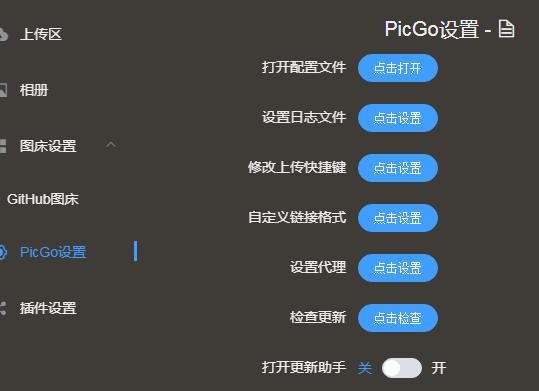 上传区
相册
图床设置
GitHub图床
PicGo设置
插件设置
PicGo设置 -
打开配置文件 点击打开
设置日志文件 点击设置
修改上传快捷键 点击设置
自定义链接格式 点击设置
设置代理 点击设置
检查更新 点击检查
打开更新助手 关 开